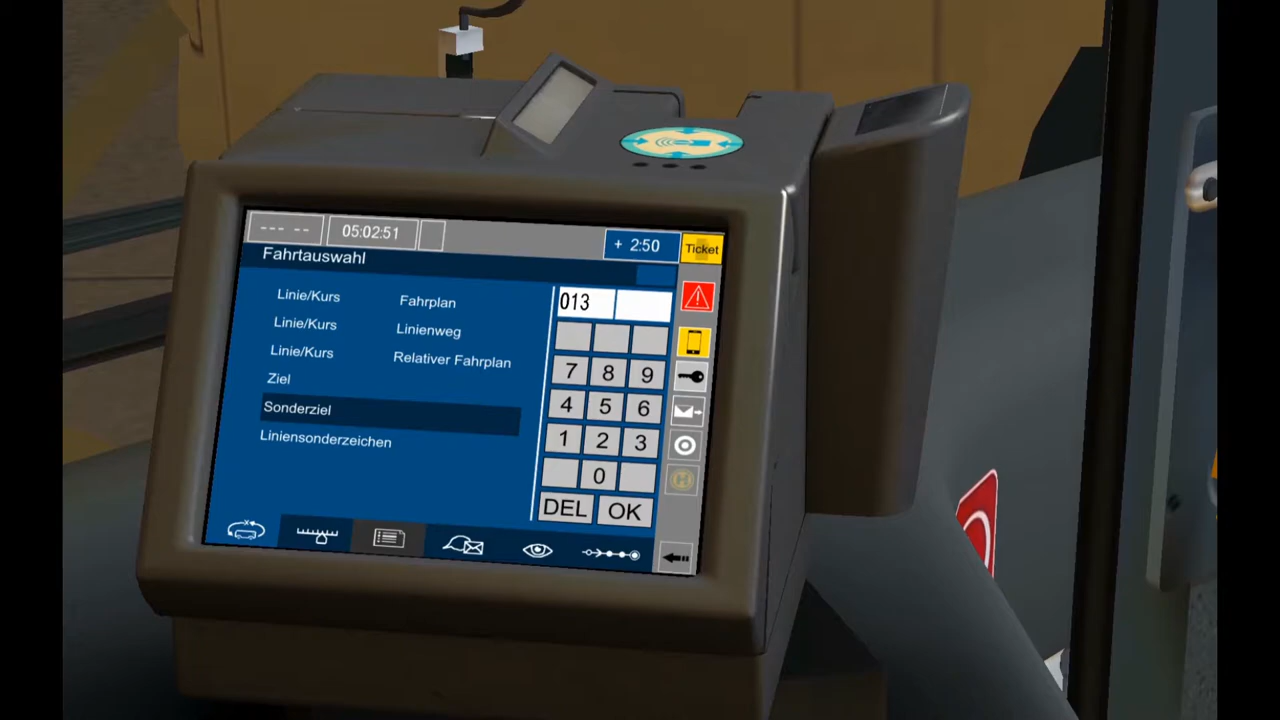 --- -- 05:02:51 + 2:50 Ticket
Fahrtauswahl
Linie/Kurs Fahrplan 013
Linie/Kurs Linienweg
Linie/Kurs Relativer Fahrplan 7 8 9
Ziel
Sonderziel 4 5 6
Liniensonderzeichen 1 2 3
0
DEL OK
H